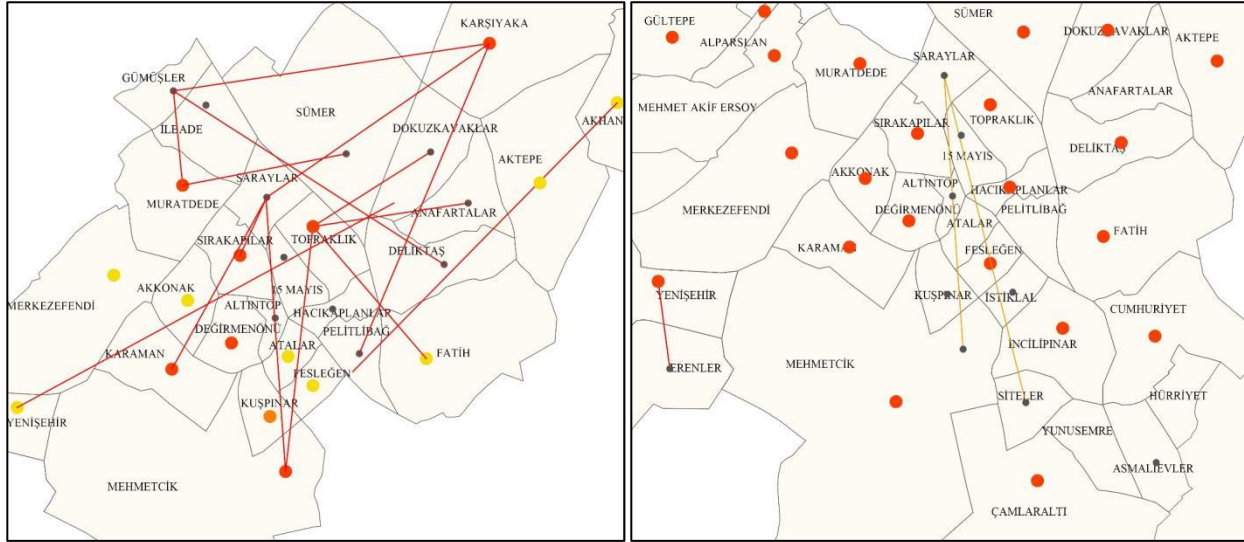 KARŞIYAKA
GÜMÜŞLER
İLBADE
SÜMER
DOKUZKAVAKLAR
AKHAN
AKTEPE
SARAYLAR
MURATDEDE
ANAFARTALAR
SIRAKAPILAR
TOPRAKLIK
DELİKTAŞ
MERKEZEFENDİ
AKKONAK
15 MAYIS
ALTINTOP
HACIKAPLANLAR
DEĞİRMENÖNÜ
PELİTLİBAĞ
KARAMAN
ATALAR
FATİH
FESLEĞEN
KUŞPINAR
YENİŞEHİR
MEHMETCİK
GÜLTEPE
SÜMER
ALPARSLAN
DOKUZKAVAKLAR
AKTEPE
SARAYLAR
MURATDEDE
MEHMET AKİF ERSOY
ANAFARTALAR
SIRAKAPILAR
TOPRAKLIK
DELİKTAŞ
15 MAYIS
AKKONAK
ALTINTOP
HACIKAPLANLAR
MERKEZEFENDİ
DEĞİRMENÖNÜ
PELİTLİBAĞ
ATALAR
FATİH
KARAMAN
FESLEĞEN
YENİŞEHİR
KUŞPINAR
İSTİKLAL
CUMHURİYET
İNCİLİPINAR
ERENLER
MEHMETCİK
SİTELER
HÜRRİYET
YUNUSEMRE
ASMALIEVLER
ÇAMLARALTI